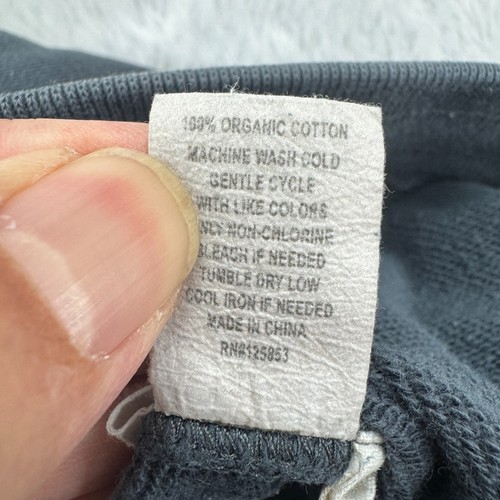 100% ORGANIC COTTON
MACHINE WASH COLD
GENTLE CYCLE
WITH LIKE COLORS
ONLY NON-CHLORINE
BLEACH IF NEEDED
TUMBLE DRY LOW
COOL IRON IF NEEDED
MADE IN CHINA
RN#125853